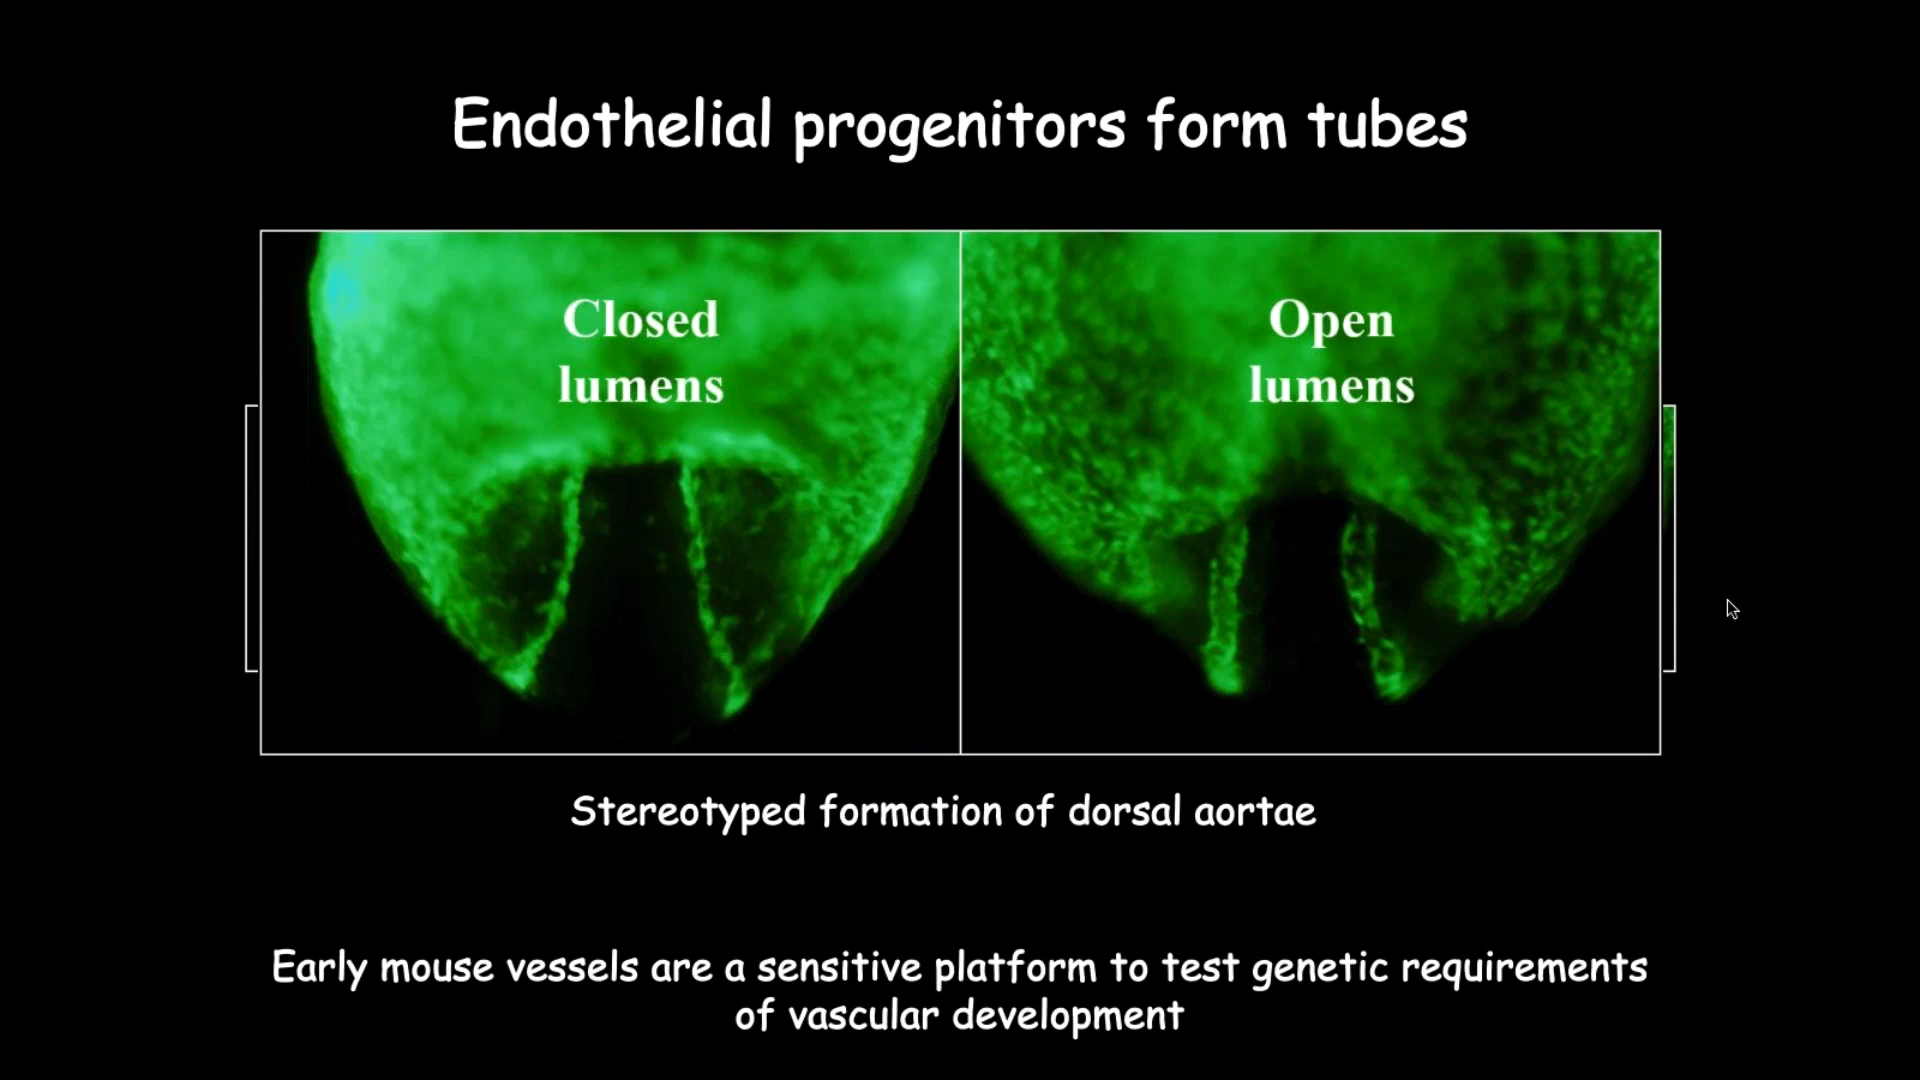 Endothelial progenitors form tubes
Closed
lumens
Open
lumens
Stereotyped formation of dorsal aortae
Early mouse vessels are a sensitive platform to test genetic requirements
of vascular development